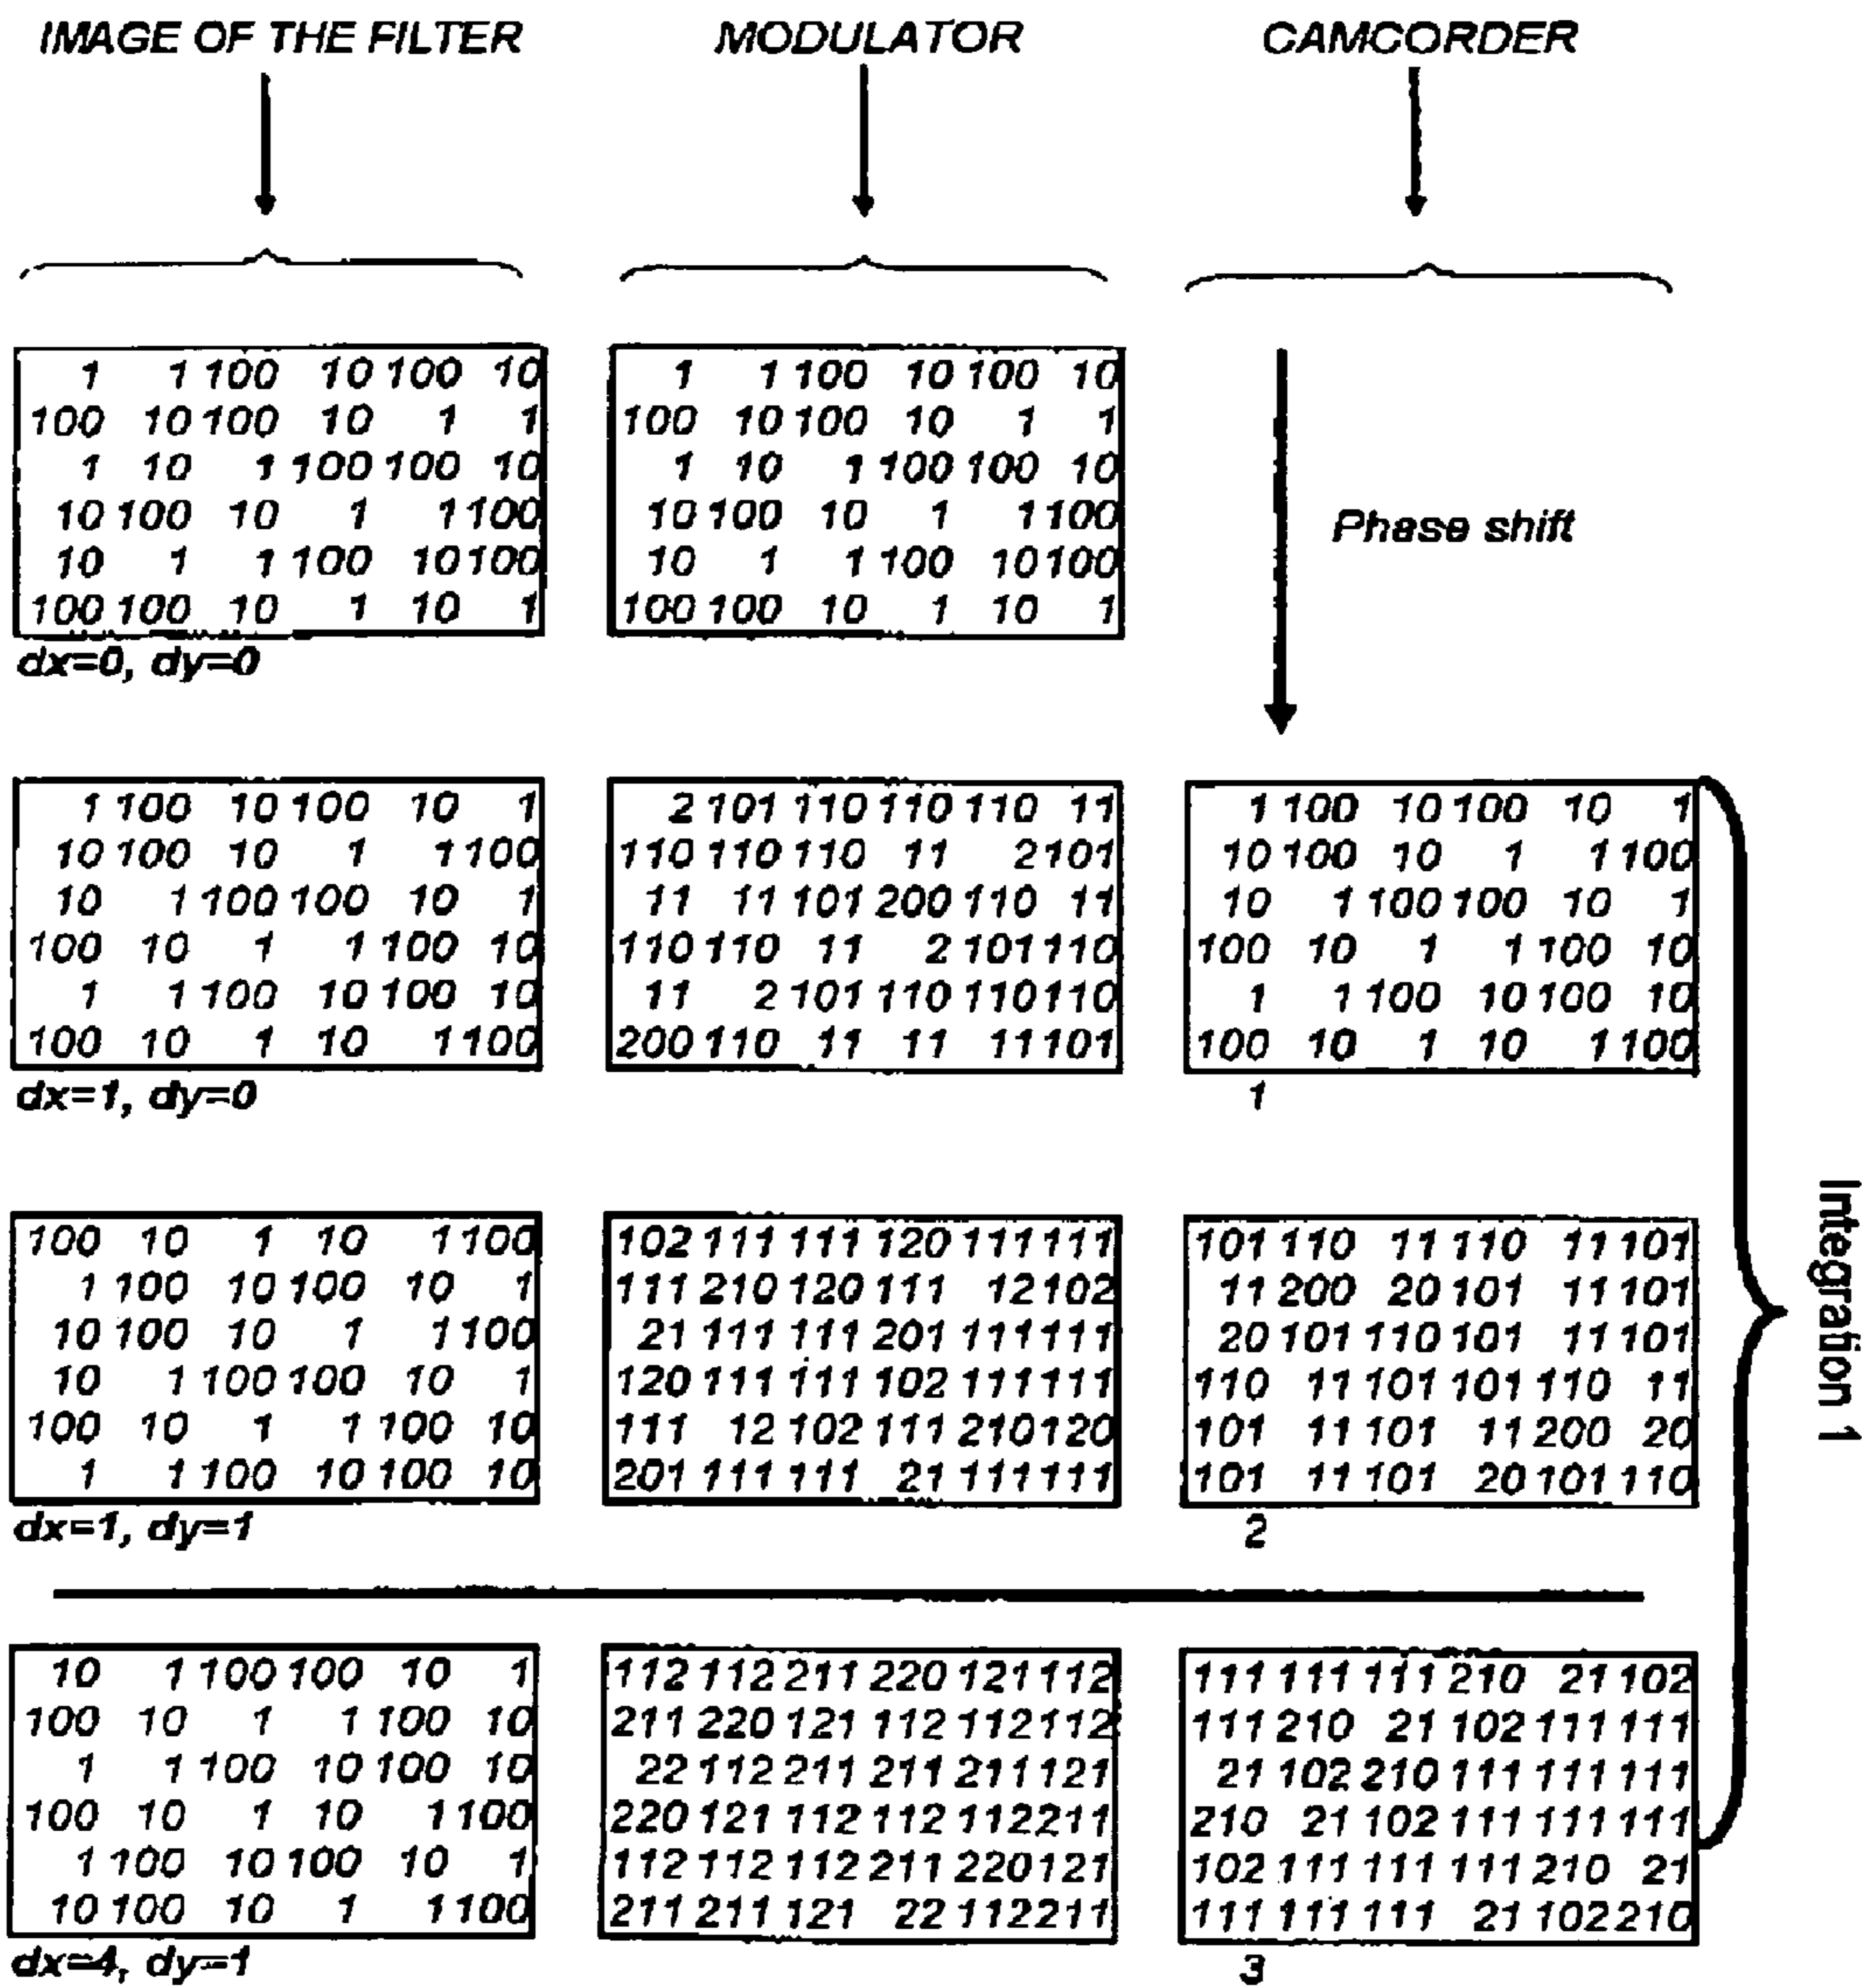 IMAGE OF THE FILTER MODULATOR CAMCORDER
1 1 100 10 100 10 1 1 100 10 100 10
100 10 100 10 1 1 100 10 100 10 1 1
1 10 1 100 100 10 1 10 1 100 100 10
10 100 10 1 1 100 10 100 10 1 1 100
Phase shift
10 1 1 100 10 100 10 1 1 100 10 100
100 100 10 1 10 1 100 100 10 1 10 1
dx=0, dy=0
1 100 10 100 10 1 2 101 110 110 110 11 1 100 10 100 10 1
10 100 10 1 1 100 110 110 110 11 2 101 10 100 10 1 1 100
10 1 100 100 10 1 11 11 101 200 110 11 10 1 100 100 10 1
100 10 1 1 100 10 110 110 11 2 101 110 100 10 1 1 100 10
1 1 100 10 100 10 11 2 101 110 110 110 1 1 100 10 100 10
100 10 1 10 1 100 200 110 11 11 11 101 100 10 1 10 1 100
dx=1, dy=0 1
100 10 1 10 1 100 102 111 111 120 111 111 101 110 11 110 11 101
1 100 10 100 10 1 111 210 120 111 12 102 11 200 20 101 11 101
10 100 10 1 1 100 21 111 111 201 111 111 20 101 110 101 11 101
10 1 100 100 10 1 120 111 111 102 111 111 110 11 101 101 110 11
100 10 1 1 100 10 111 12 102 111 210 120 101 11 101 11 200 20
1 1 100 10 100 10 201 111 111 21 111 111 101 11 101 20 101 110
dx=1, dy=1 2
10 1 100 100 10 1 112 112 211 220 121 112 111 111 111 210 21 102
100 10 1 1 100 10 211 220 121 112 112 112 111 210 21 102 111 111
1 1 100 10 100 10 22 112 211 211 211 121 21 102 210 111 111 111
100 10 1 10 1 100 220 121 112 112 112 211 210 21 102 111 111 111
1 100 10 100 10 1 112 112 112 211 220 121 102 111 111 111 210 21
10 100 10 1 1 100 211 211 121 22 112 211 111 111 111 21 102 210
dx=4, dy=1 3
Integration 1